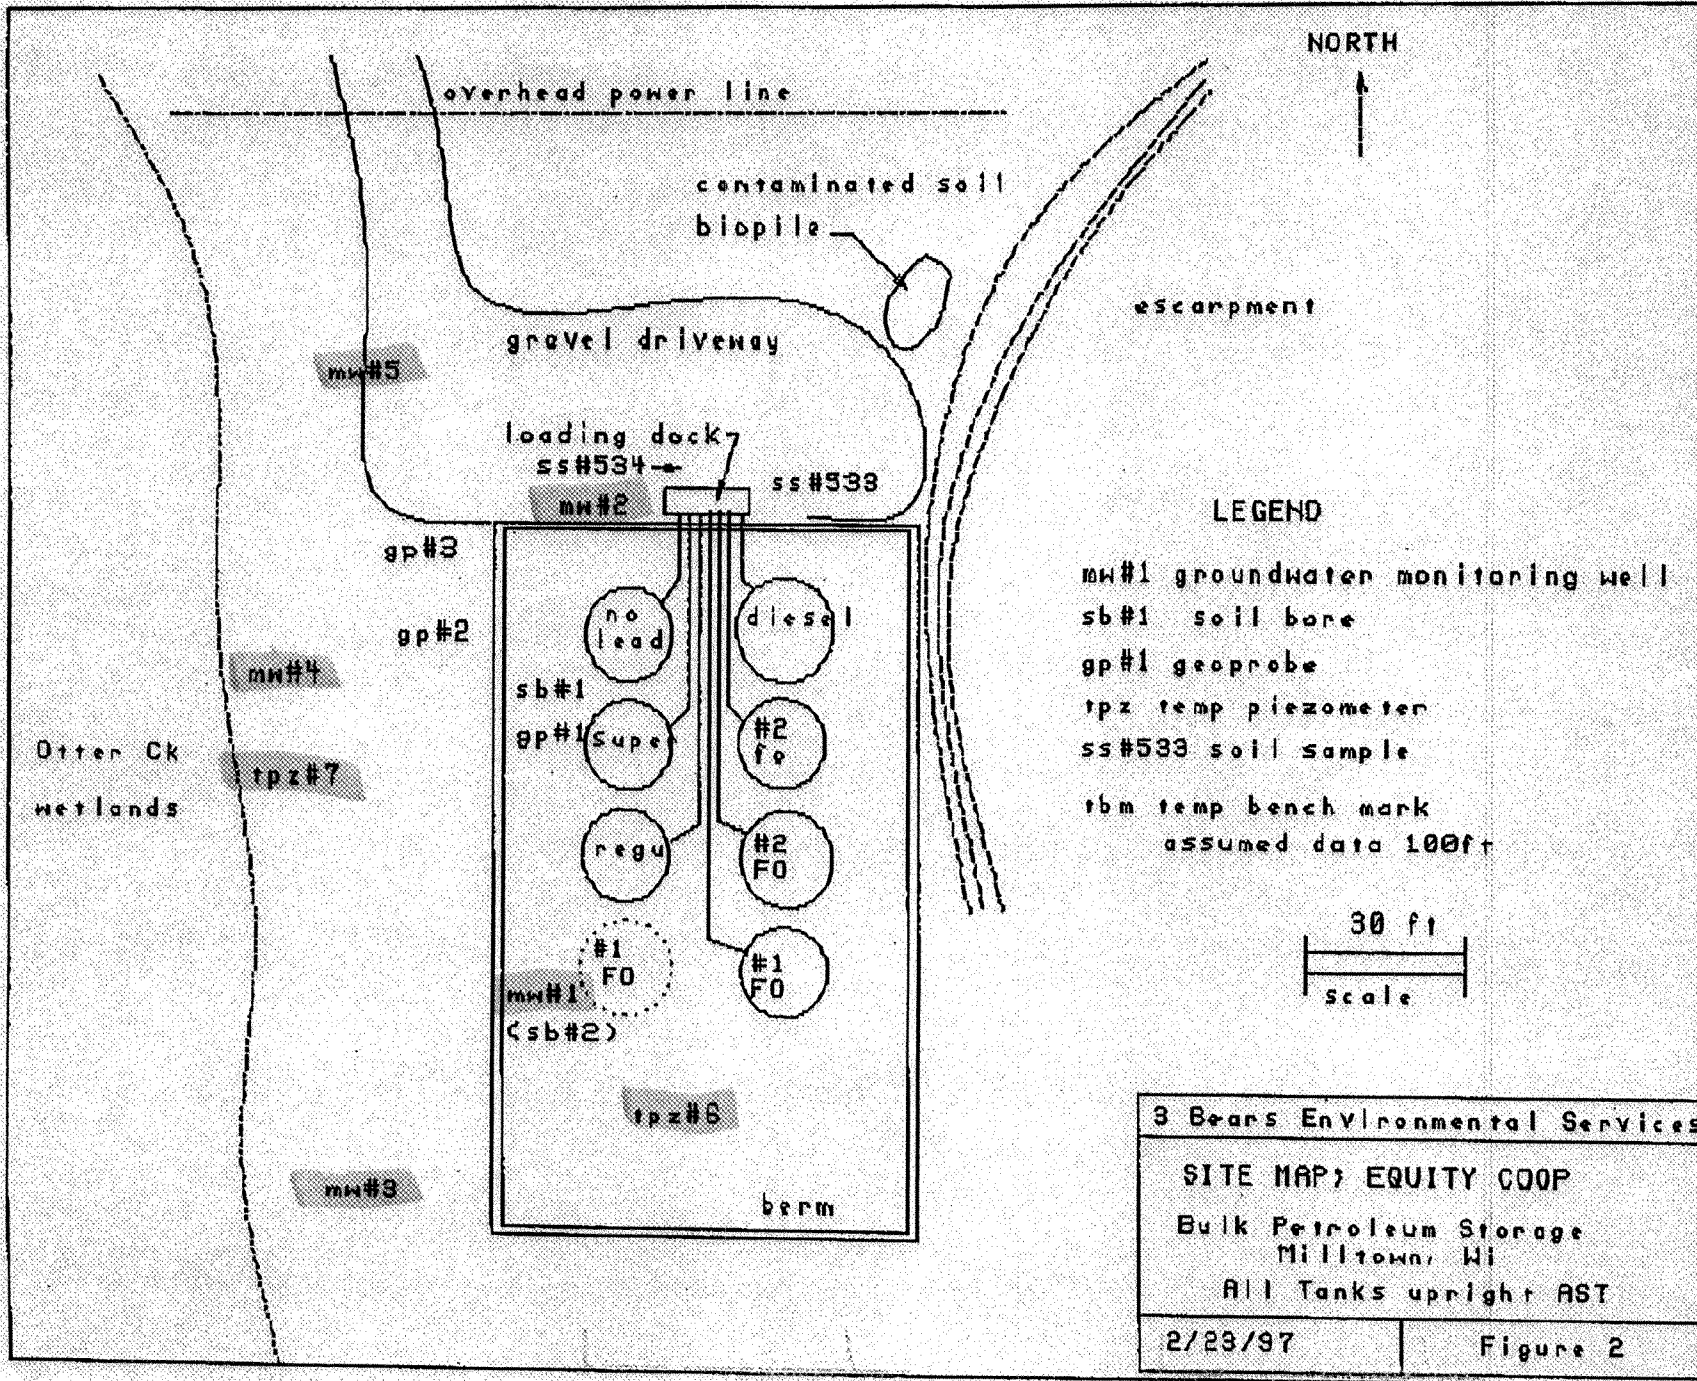 NORTH
overhead power line
contaminated soil
biopile
escarpment
gravel driveway
mw#5
loading dock
ss#534
ss#533
mw#2
gp#3
gp#2
mw#4
no
lead
diesel
sb#1
gp#1
super
#2
fo
Otter Ck
wetlands
tpz#7
regu
#2
FO
#1
FO
#1
FO
mw#1
(sb#2)
tpz#6
mw#3
berm
LEGEND
mw#1 groundwater monitoring well
sb#1 soil bore
gp#1 geoprobe
tpz temp piezometer
ss#533 soil sample
tbm temp bench mark
assumed data 100ft
30 ft
scale
3 Bears Environmental Services
SITE MAP; EQUITY COOP
Bulk Petroleum Storage
Milltown, WI
All Tanks upright AST
2/23/97
Figure 2